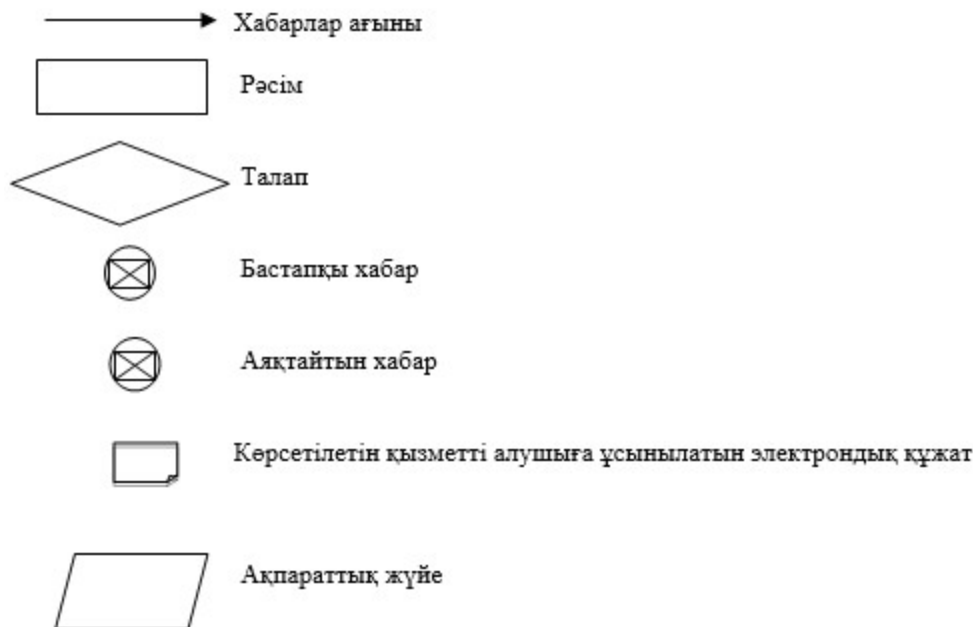 Хабарлар ағыны
Рәсім
Талап
Бастапқы хабар
Аяқтайтын хабар
Көрсетілетін қызметті алушыға ұсынылатын электрондық құжат
Ақпараттық жүйе